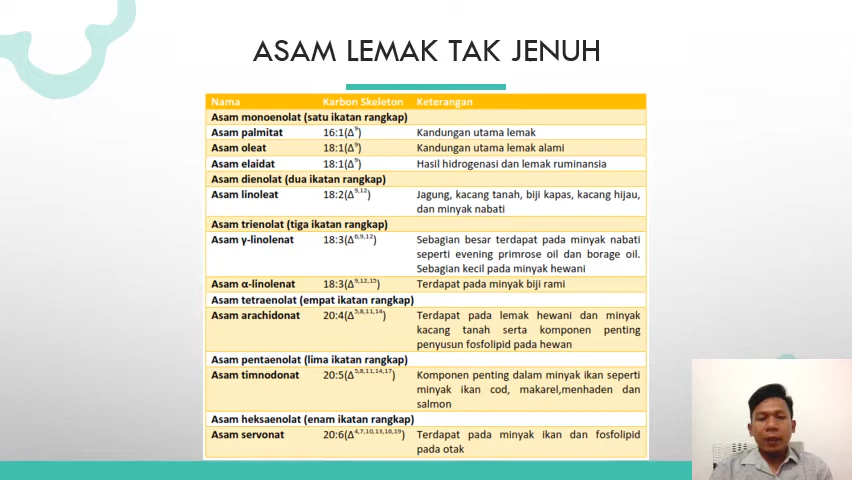 ASAM LEMAK TAK JENUH
Nama Karbon Skeleton Keterangan
Asam monoenolat (satu ikatan rangkap)
Asam palmitat 16:1(Δ⁹) Kandungan utama lemak
Asam oleat 18:1(Δ⁹) Kandungan utama lemak alami
Asam elaidat 18:1(Δ⁹) Hasil hidrogenasi dan lemak ruminansia
Asam dienolat (dua ikatan rangkap)
Asam linoleat 18:2(Δ⁹,¹²) Jagung, kacang tanah, biji kapas, kacang hijau,
dan minyak nabati
Asam trienolat (tiga ikatan rangkap)
Asam γ-linolenat 18:3(Δ⁶,⁹,¹²) Sebagian besar terdapat pada minyak nabati
seperti evening primrose oil dan borage oil.
Sebagian kecil pada minyak hewani
Asam α-linolenat 18:3(Δ⁹,¹²,¹⁵) Terdapat pada minyak biji rami
Asam tetraenolat (empat ikatan rangkap)
Asam arachidonat 20:4(Δ⁵,⁸,¹¹,¹⁴) Terdapat pada lemak hewani dan minyak
kacang tanah serta komponen penting
penyusun fosfolipid pada hewan
Asam pentaenolat (lima ikatan rangkap)
Asam timnodonat 20:5(Δ⁵,⁸,¹¹,¹⁴,¹⁷) Komponen penting dalam minyak ikan seperti
minyak ikan cod, makarel,menhaden dan
salmon
Asam heksaenolat (enam ikatan rangkap)
Asam servonat 20:6(Δ⁴,⁷,¹⁰,¹³,¹⁶,¹⁹) Terdapat pada minyak ikan dan fosfolipid
pada otak